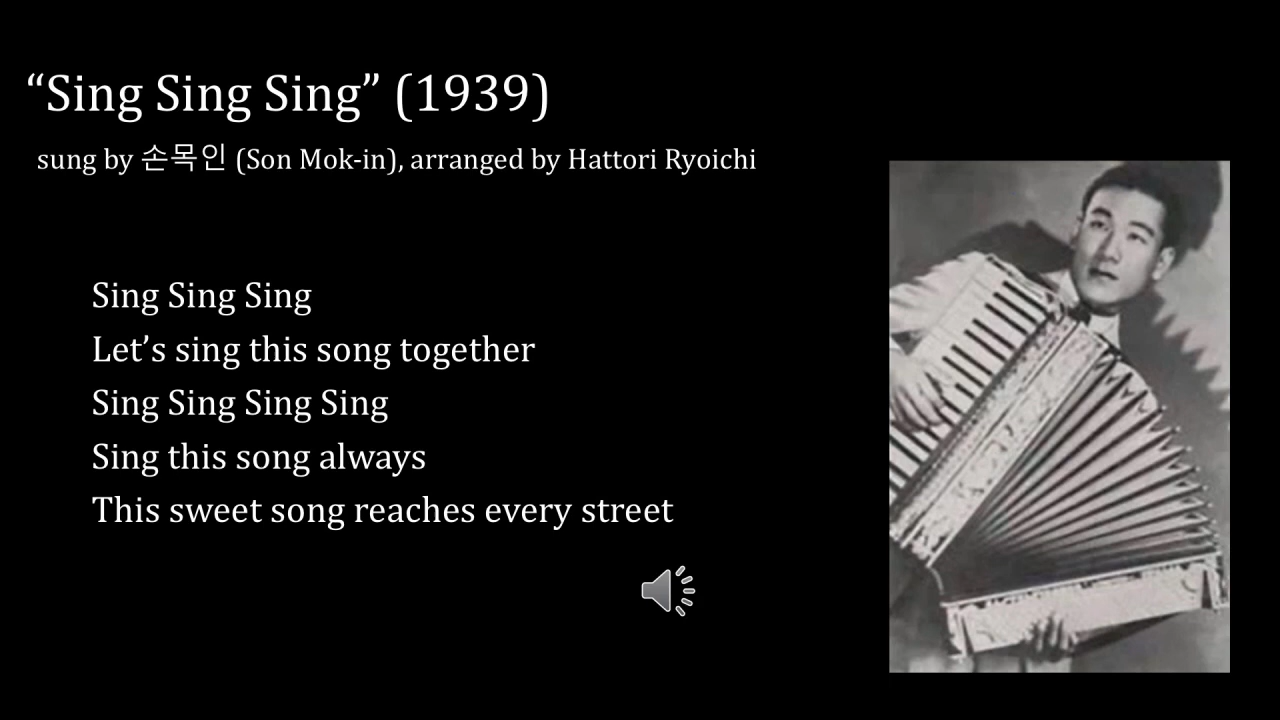 “Sing Sing Sing” (1939)
sung by 손목인 (Son Mok-in), arranged by Hattori Ryoichi
Sing Sing Sing
Let’s sing this song together
Sing Sing Sing Sing
Sing this song always
This sweet song reaches every street